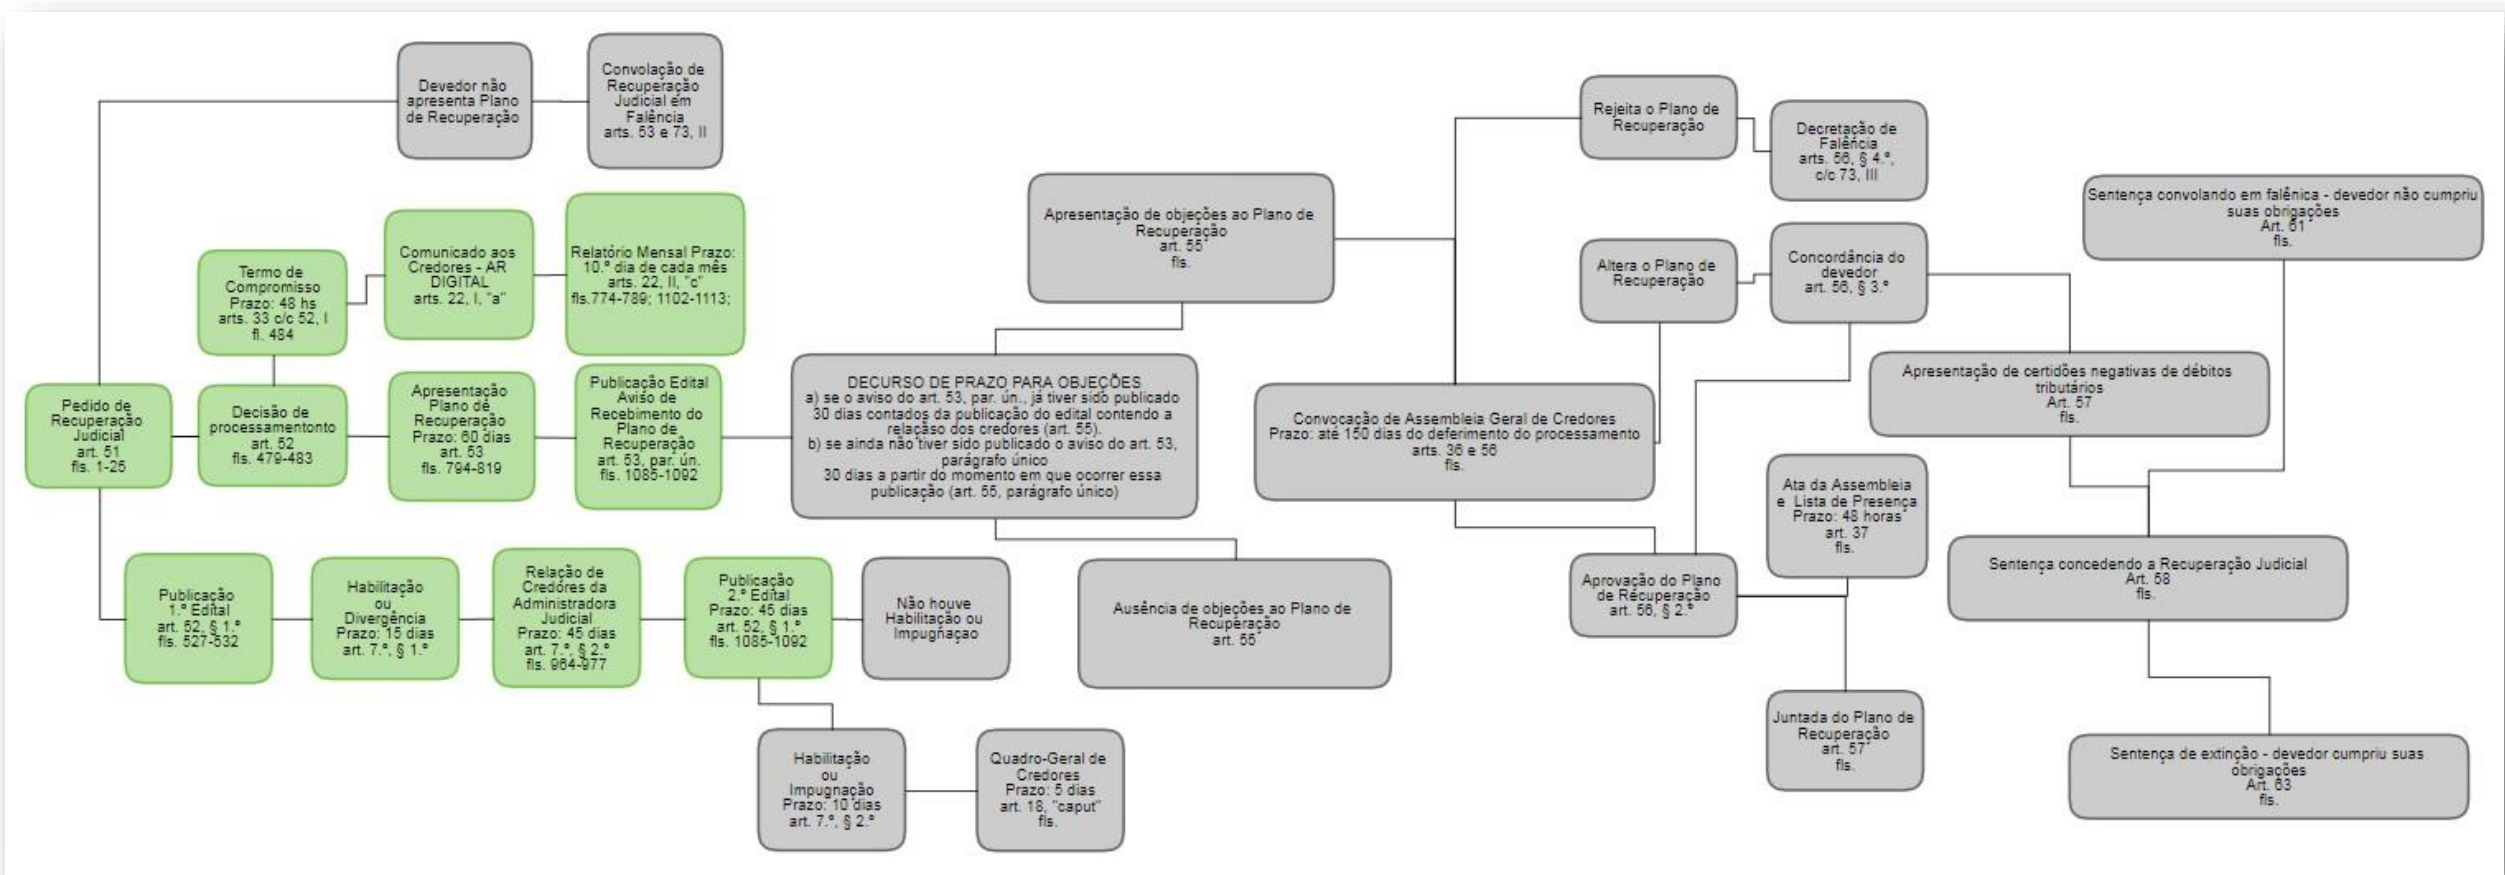 Devedor não
apresenta Plano
de Recuperação
Convolação de
Recuperação
Judicial em
Falência
arts. 53 e 73, II
Rejeita o Plano de
Recuperação
Decretação de
Falência
arts. 56, § 4.º,
c/c 73, III
Apresentação de objeções ao Plano de
Recuperação
art. 55
fls.
Sentença convolando em falênica - devedor não cumpriu
suas obrigações
Art. 61
fls.
Termo de
Compromisso
Prazo: 48 hs
arts. 33 c/c 52, I
fl. 484
Comunicado aos
Credores - AR
DIGITAL
arts. 22, I, "a"
Relatório Mensal Prazo:
10.º dia de cada mês
arts. 22, II, "c"
fls.774-789; 1102-1113;
Altera o Plano de
Recuperação
Concordância do
devedor
art. 56, § 3.º
Pedido de
Recuperação
Judicial
art. 51
fls. 1-25
Decisão de
processamentonto
art. 52
fls. 479-483
Apresentação
Plano de
Recuperação
Prazo: 60 dias
art. 53
fls. 794-819
Publicação Edital
Aviso de
Recebimento do
Plano de
Recuperação
art. 53, par. ún.
fls. 1085-1092
DECURSO DE PRAZO PARA OBJEÇÕES
a) se o aviso do art. 53, par. ún., já tiver sido publicado
30 dias contados da publicação do edital contendo a
relaçãso dos credores (art. 55).
b) se ainda não tiver sido publicado o aviso do art. 53,
parágrafo único
30 dias a partir do momento em que ocorrer essa
publicação (art. 55, parágrafo único)
Convocação de Assembleia Geral de Credores
Prazo: até 150 dias do deferimento do processamento
arts. 36 e 56
fls.
Apresentação de certidões negativas de débitos
tributários
Art. 57
fls.
Ata da Assembleia
e Lista de Presença
Prazo: 48 horas
art. 37
fls.
Publicação
1.º Edital
art. 52, § 1.º
fls. 527-532
Habilitação
ou
Divergência
Prazo: 15 dias
art. 7.º, § 1.º
Relação de
Credores da
Administradora
Judicial
Prazo: 45 dias
art. 7.º, § 2.º
fls. 964-977
Publicação
2.º Edital
Prazo: 45 dias
art. 52, § 1.º
fls. 1085-1092
Não houve
Habilitação ou
Impugnaçao
Ausência de objeções ao Plano de
Recuperação
art. 55
Aprovação do Plano
de Recuperação
art. 56, § 2.º
Sentença concedendo a Recuperação Judicial
Art. 58
fls.
Habilitação
ou
Impugnação
Prazo: 10 dias
art. 7.º, § 2.º
Quadro-Geral de
Credores
Prazo: 5 dias
art. 18, "caput"
fls.
Juntada do Plano de
Recuperação
art. 57
fls.
Sentença de extinção - devedor cumpriu suas
obrigações
Art. 63
fls.